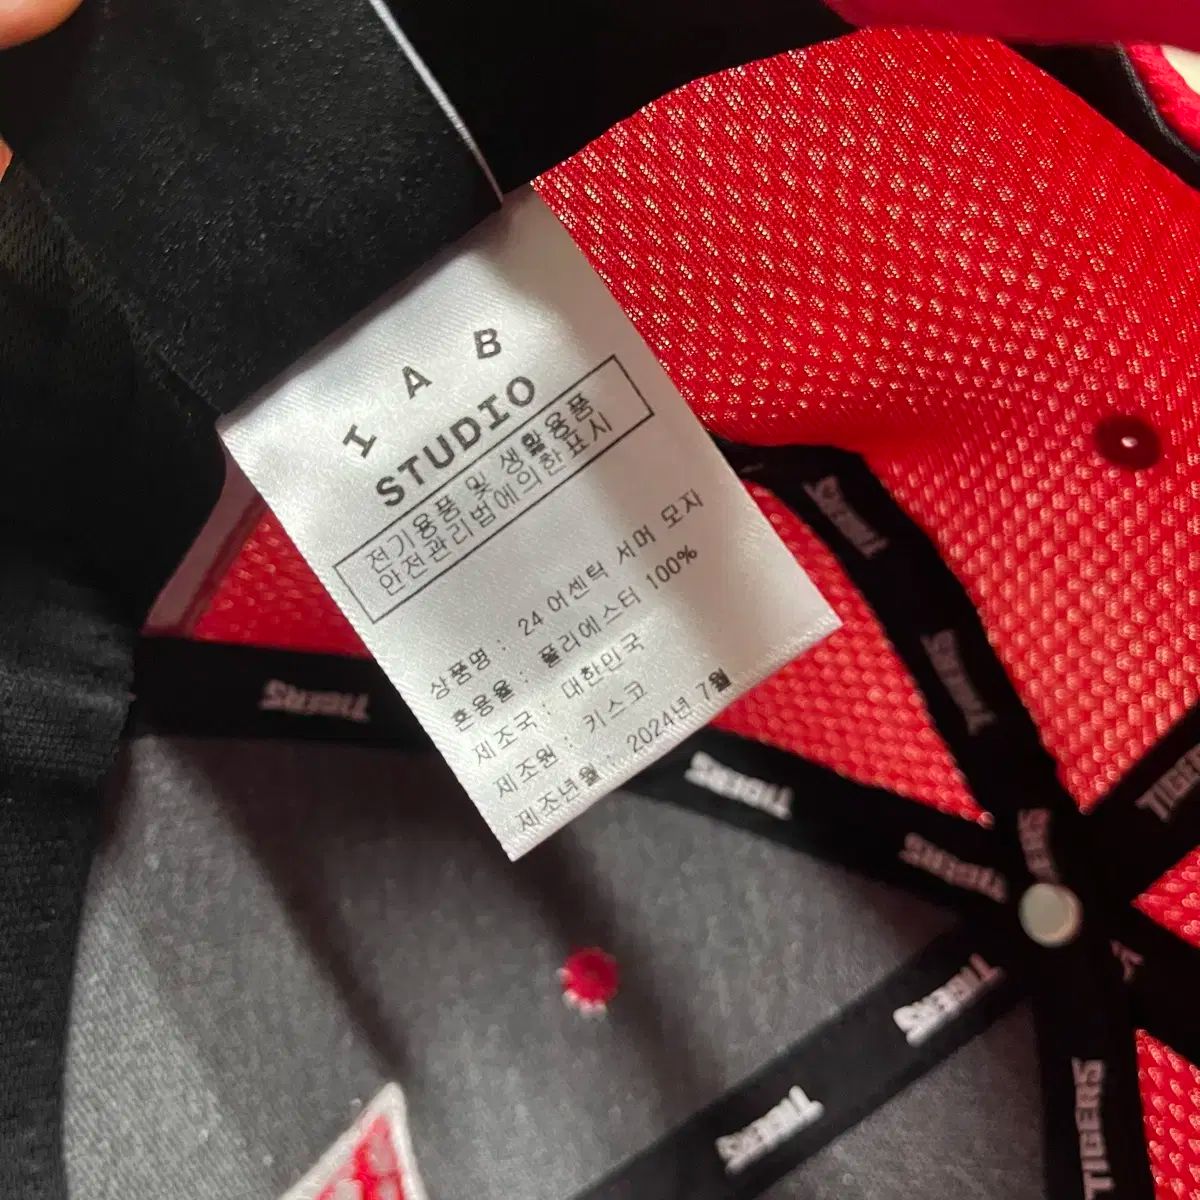 I A B
STUDIO
전기용품 및 생활용품
안전관리법에의한표시
상품명 : 24 어센틱 서머 모자
혼용율 : 폴리에스터 100%
제조국 : 대한민국
제조원 : 키스코
제조년월 : 2024년 7월
TIGERS
TIGERS
TIGERS
TIGERS
TIGERS
TIGERS
TIGERS
TIGERS
TIGERS